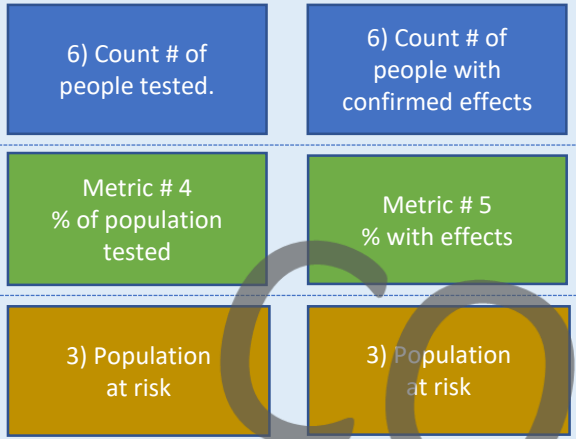 6) Count # of
people tested.
6) Count # of
people with
confirmed effects
Metric # 4
% of population
tested
Metric # 5
% with effects
3) Population
at risk
3) Population
at risk
CO